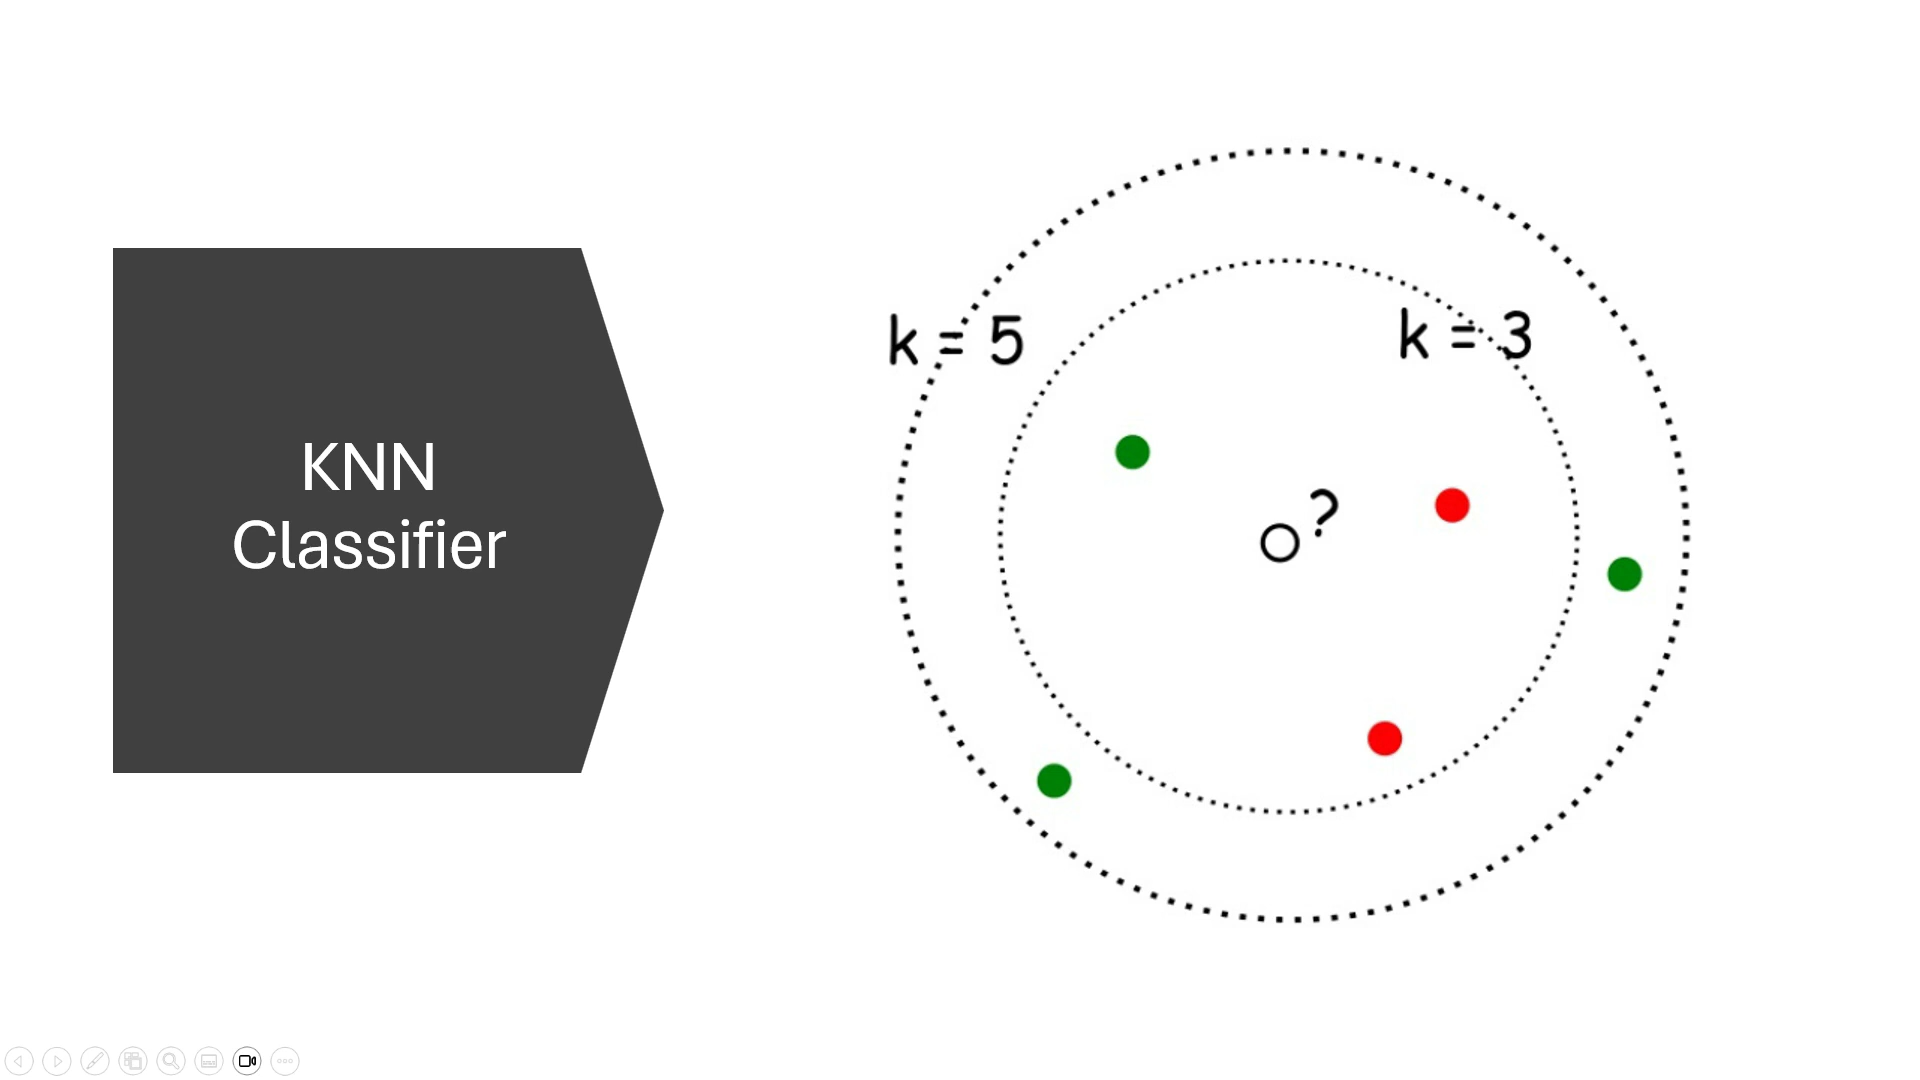 KNN
Classifier
k = 5
k = 3
?